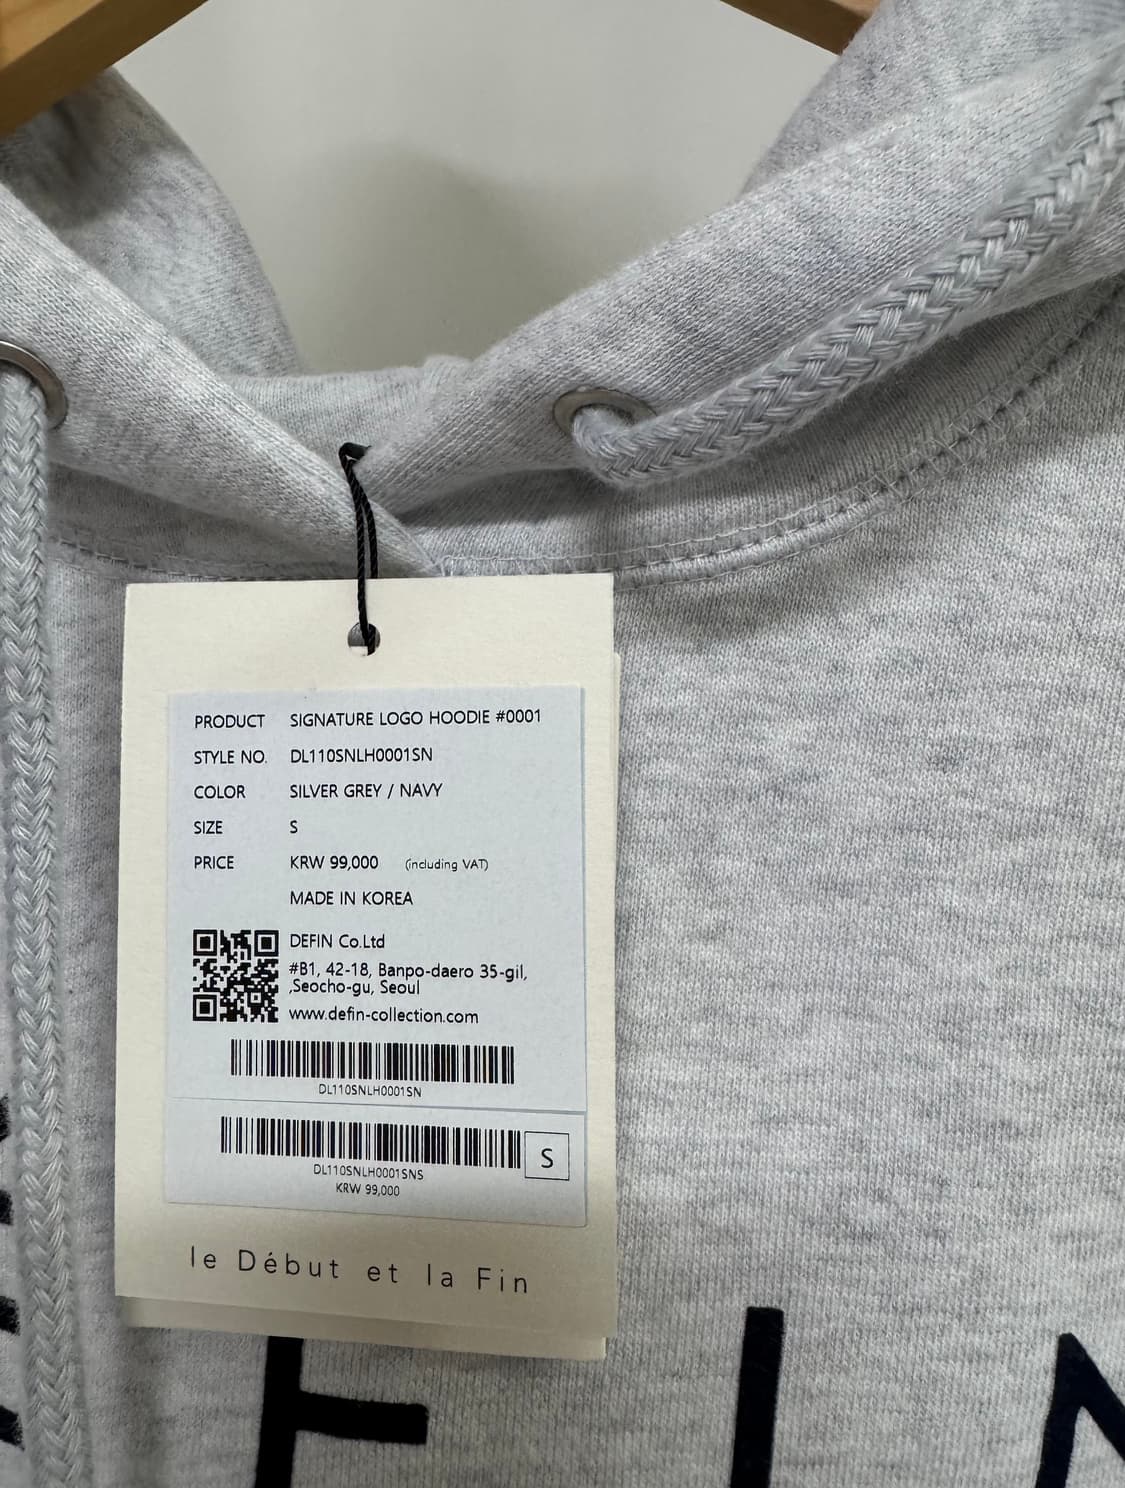 PRODUCT SIGNATURE LOGO HOODIE #0001
STYLE NO. DL110SNLH0001SN
COLOR SILVER GREY / NAVY
SIZE S
PRICE KRW 99,000 (including VAT)
MADE IN KOREA
DEFIN Co.Ltd
#B1, 42-18, Banpo-daero 35-gil,
,Seocho-gu, Seoul
www.defin-collection.com
DL110SNLH0001SN
S
DL110SNLH0001SNS
KRW 99,000
le Début et la Fin
FIN